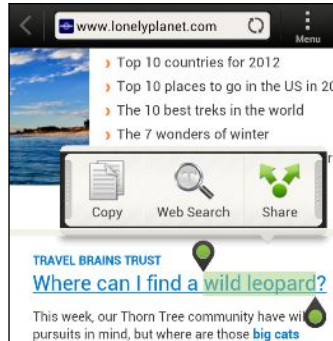 www.lonelyplanet.com
Menu
Top 10 countries for 2012
Top 10 places to go in the US in 20
The 10 best treks in the world
The 7 wonders of winter
Copy Web Search Share
TRAVEL BRAINS TRUST
Where can I find a wild leopard?
This week, our Thorn Tree community have
pursuits in mind, but where are those big cats